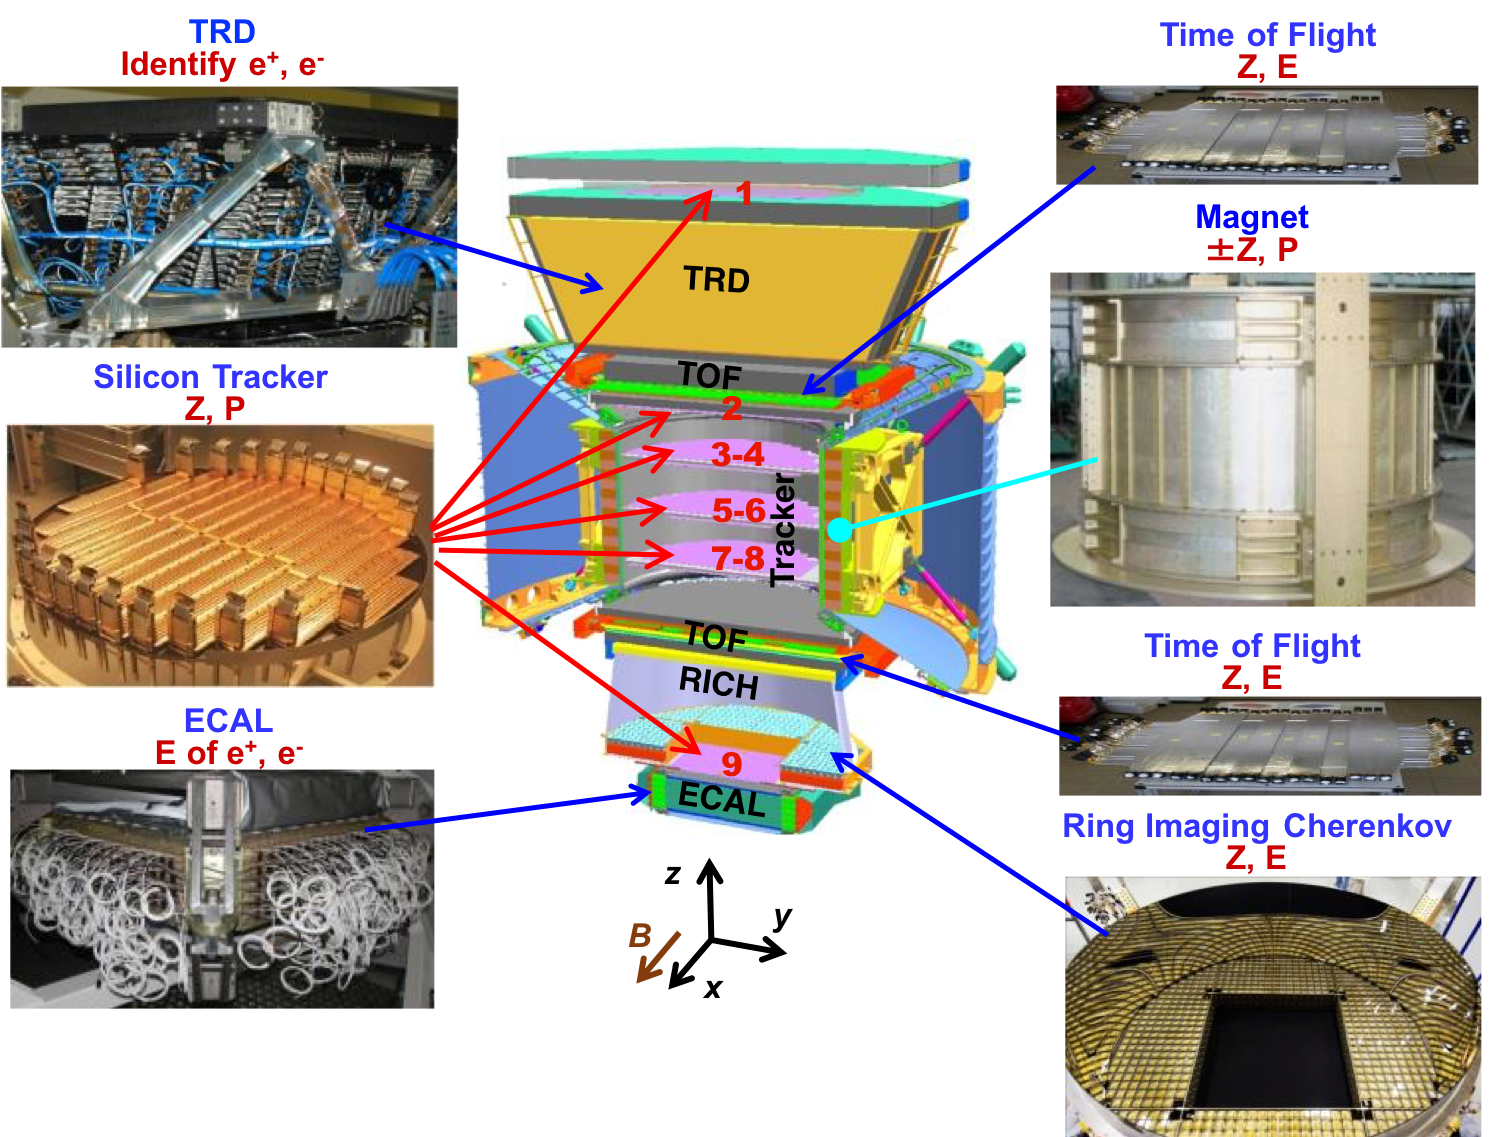 TRD
Identify e⁺, e⁻
Silicon Tracker
Z, P
ECAL
E of e⁺, e⁻
1
TRD
TOF
2
3-4
5-6
7-8
Tracker
TOF
RICH
9
ECAL
z
y
B
x
Time of Flight
Z, E
Magnet
±Z, P
Time of Flight
Z, E
Ring Imaging Cherenkov
Z, E